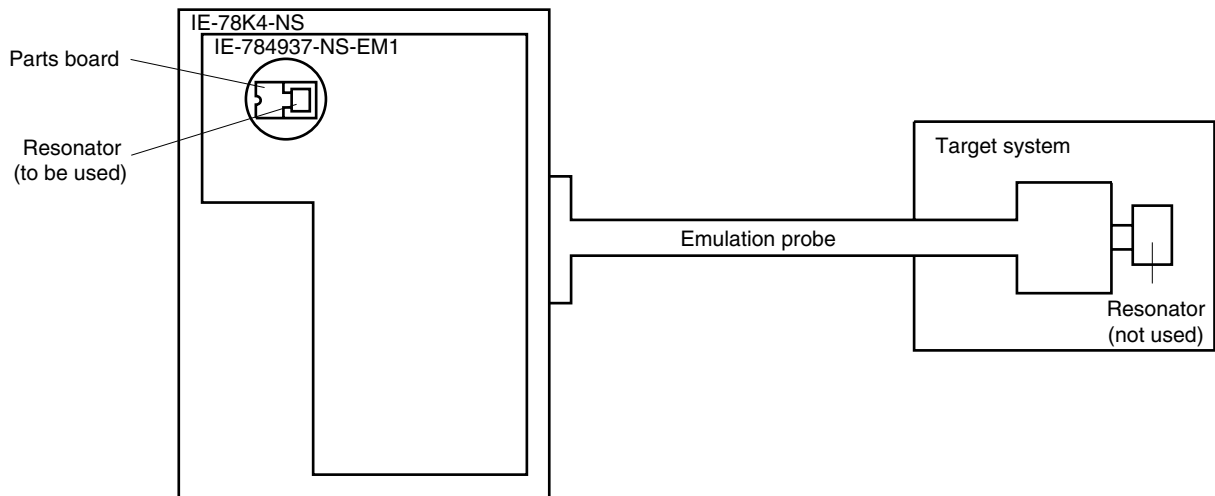 IE-78K4-NS
IE-784937-NS-EM1
Parts board
Resonator
(to be used)
Emulation probe
Target system
Resonator
(not used)